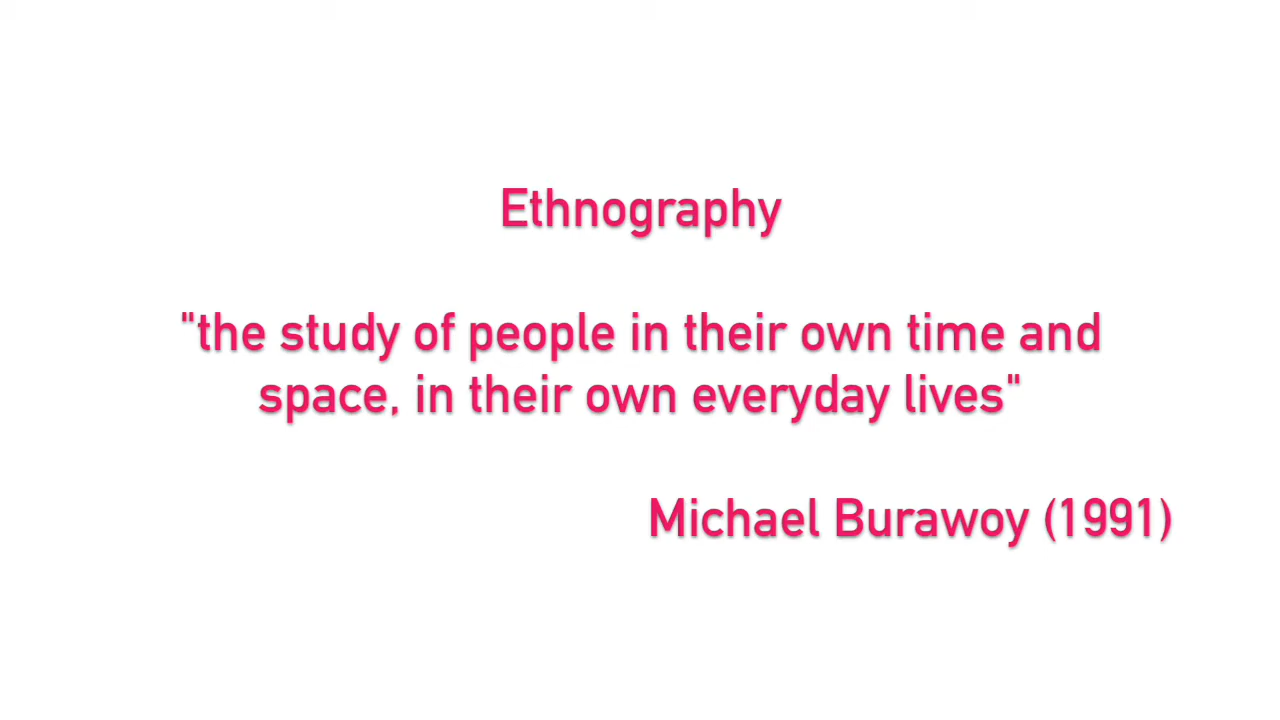 Ethnography
"the study of people in their own time and
space, in their own everyday lives"
Michael Burawoy (1991)